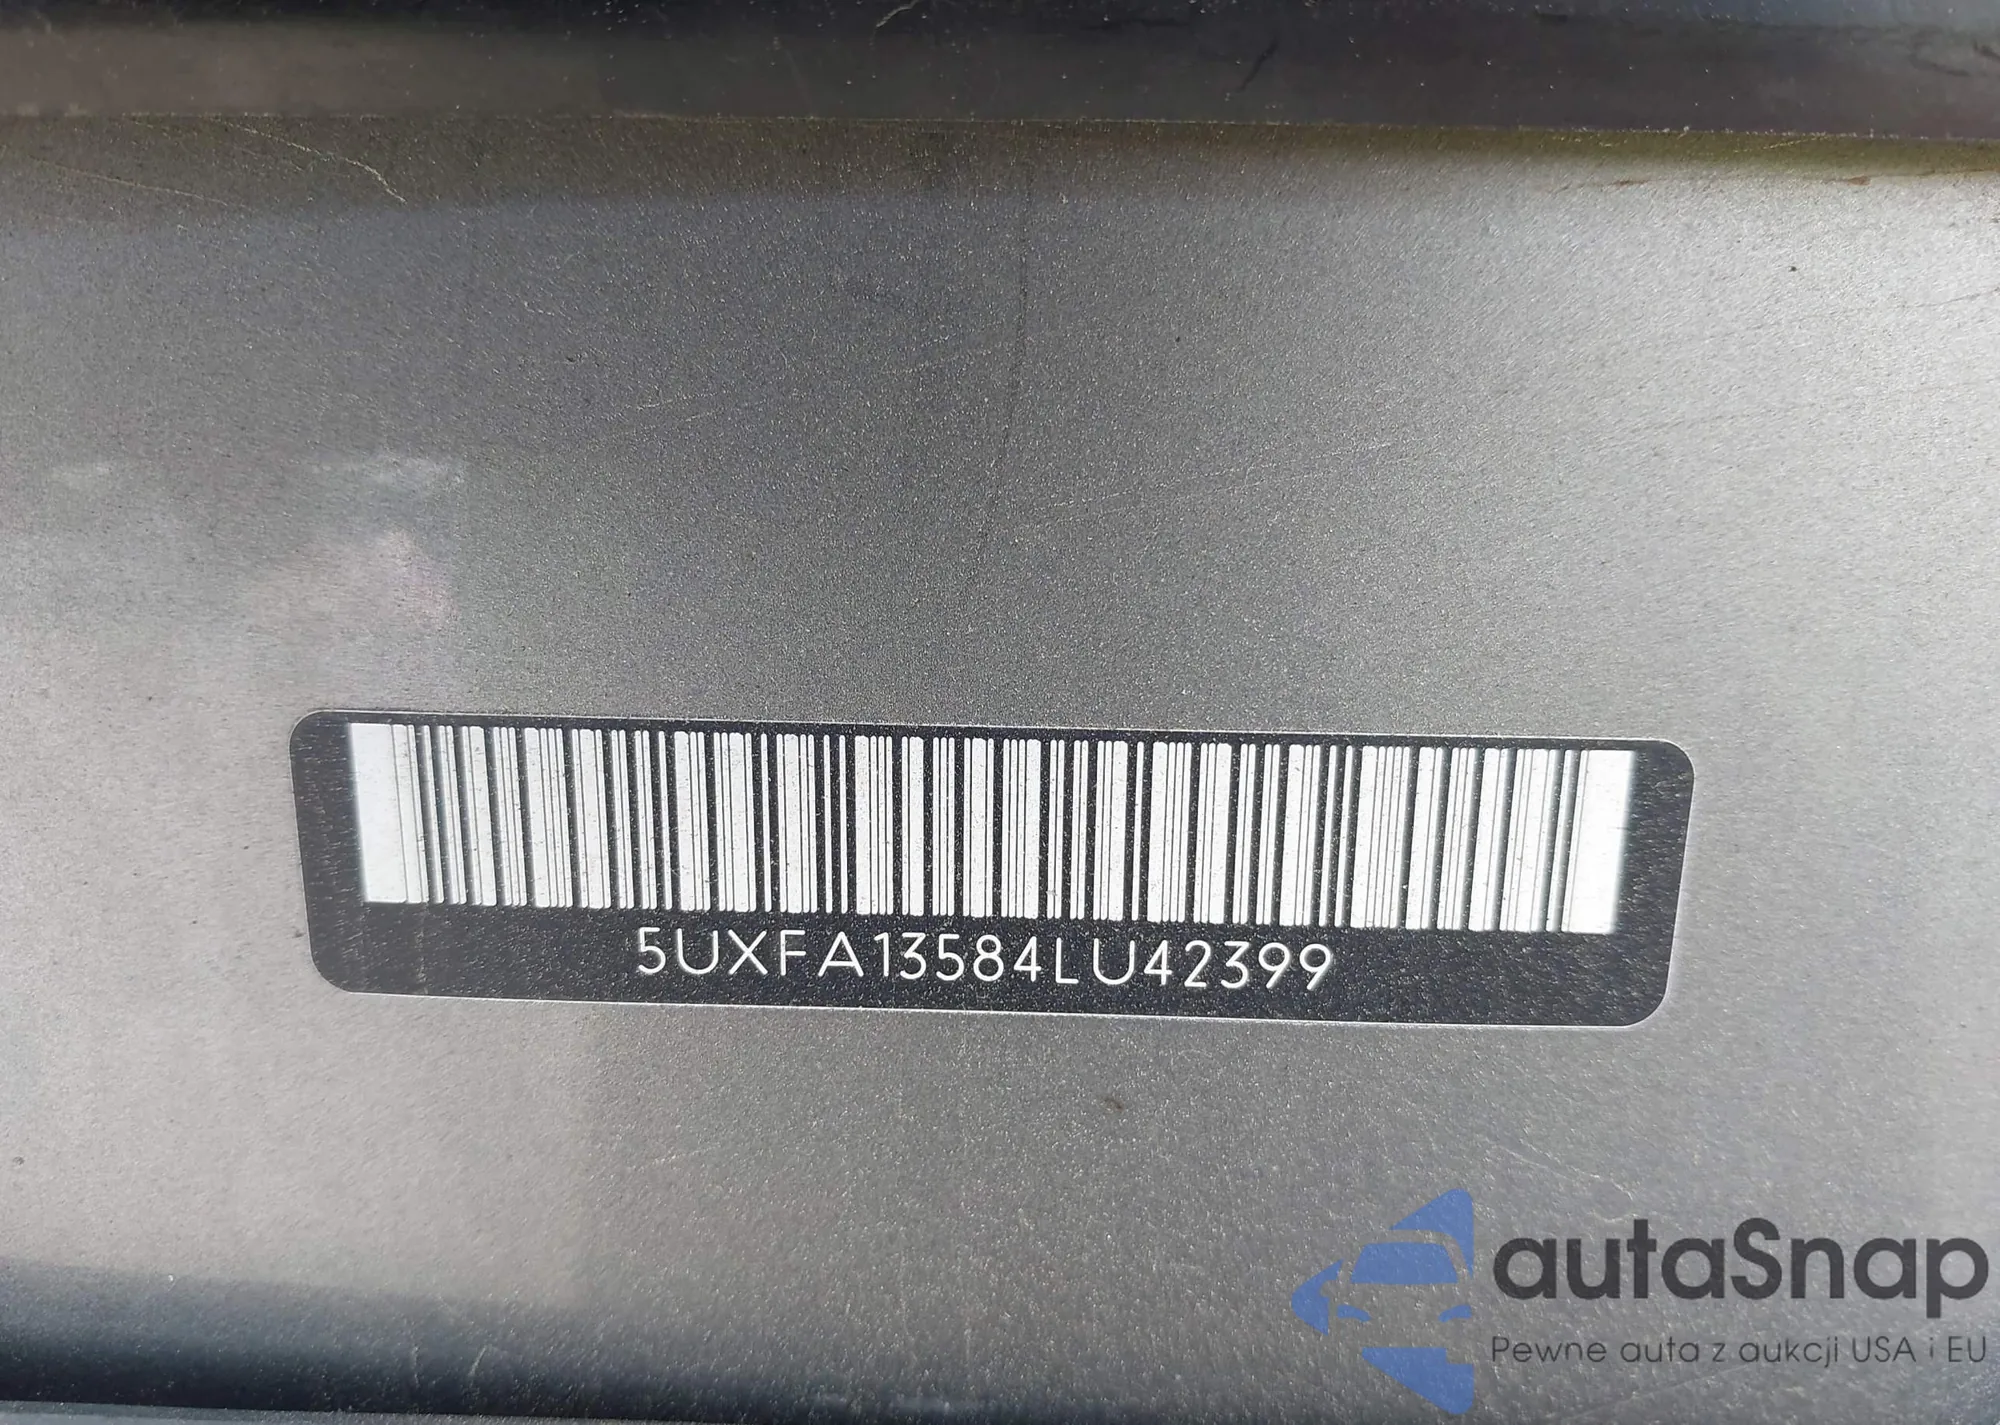 5UXFA13584LU42399
autaSnap
Pewne auta z aukcji USA i EU